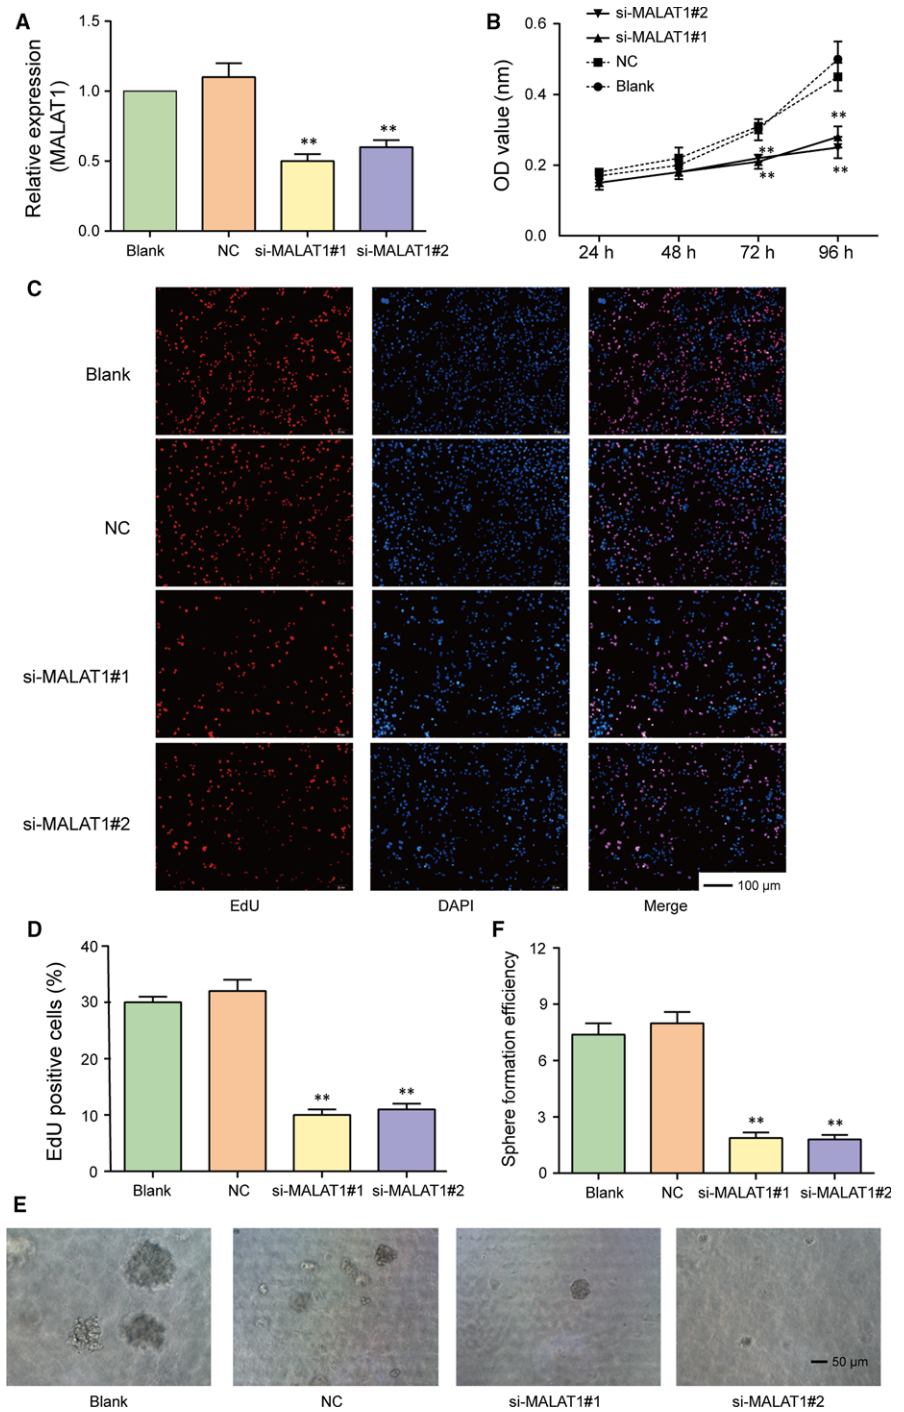 A
Relative expression
(MALAT1)
1.5
1.0
0.5
0.0
**
**
Blank
NC
si-MALAT1#1
si-MALAT1#2
B
OD value (nm)
0.6
0.4
0.2
0.0
si-MALAT1#2
si-MALAT1#1
NC
Blank
**
**
**
**
24 h
48 h
72 h
96 h
C
Blank
NC
si-MALAT1#1
si-MALAT1#2
100 µm
EdU
DAPI
Merge
D
EdU positive cells (%)
40
30
20
10
0
**
**
Blank
NC
si-MALAT1#1
si-MALAT1#2
F
Sphere formation efficiency
12
9
6
3
0
**
**
Blank
NC
si-MALAT1#1
si-MALAT1#2
E
50 µm
Blank
NC
si-MALAT1#1
si-MALAT1#2